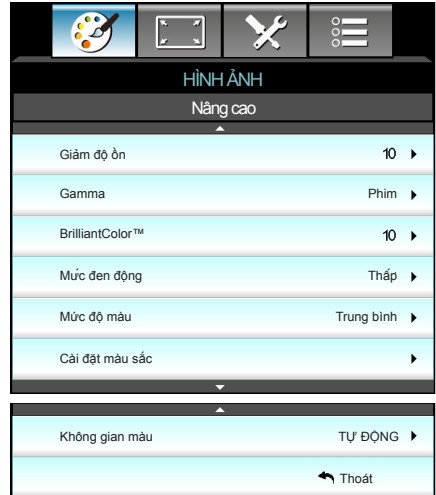 HÌNH ẢNH
Nâng cao
Giảm độ ồn 10
Gamma Phim
BrilliantColor™ 10
Mức đen động Thấp
Mức độ màu Trung bình
Cài đặt màu sắc
Không gian màu TỰ ĐỘNG
Thoát